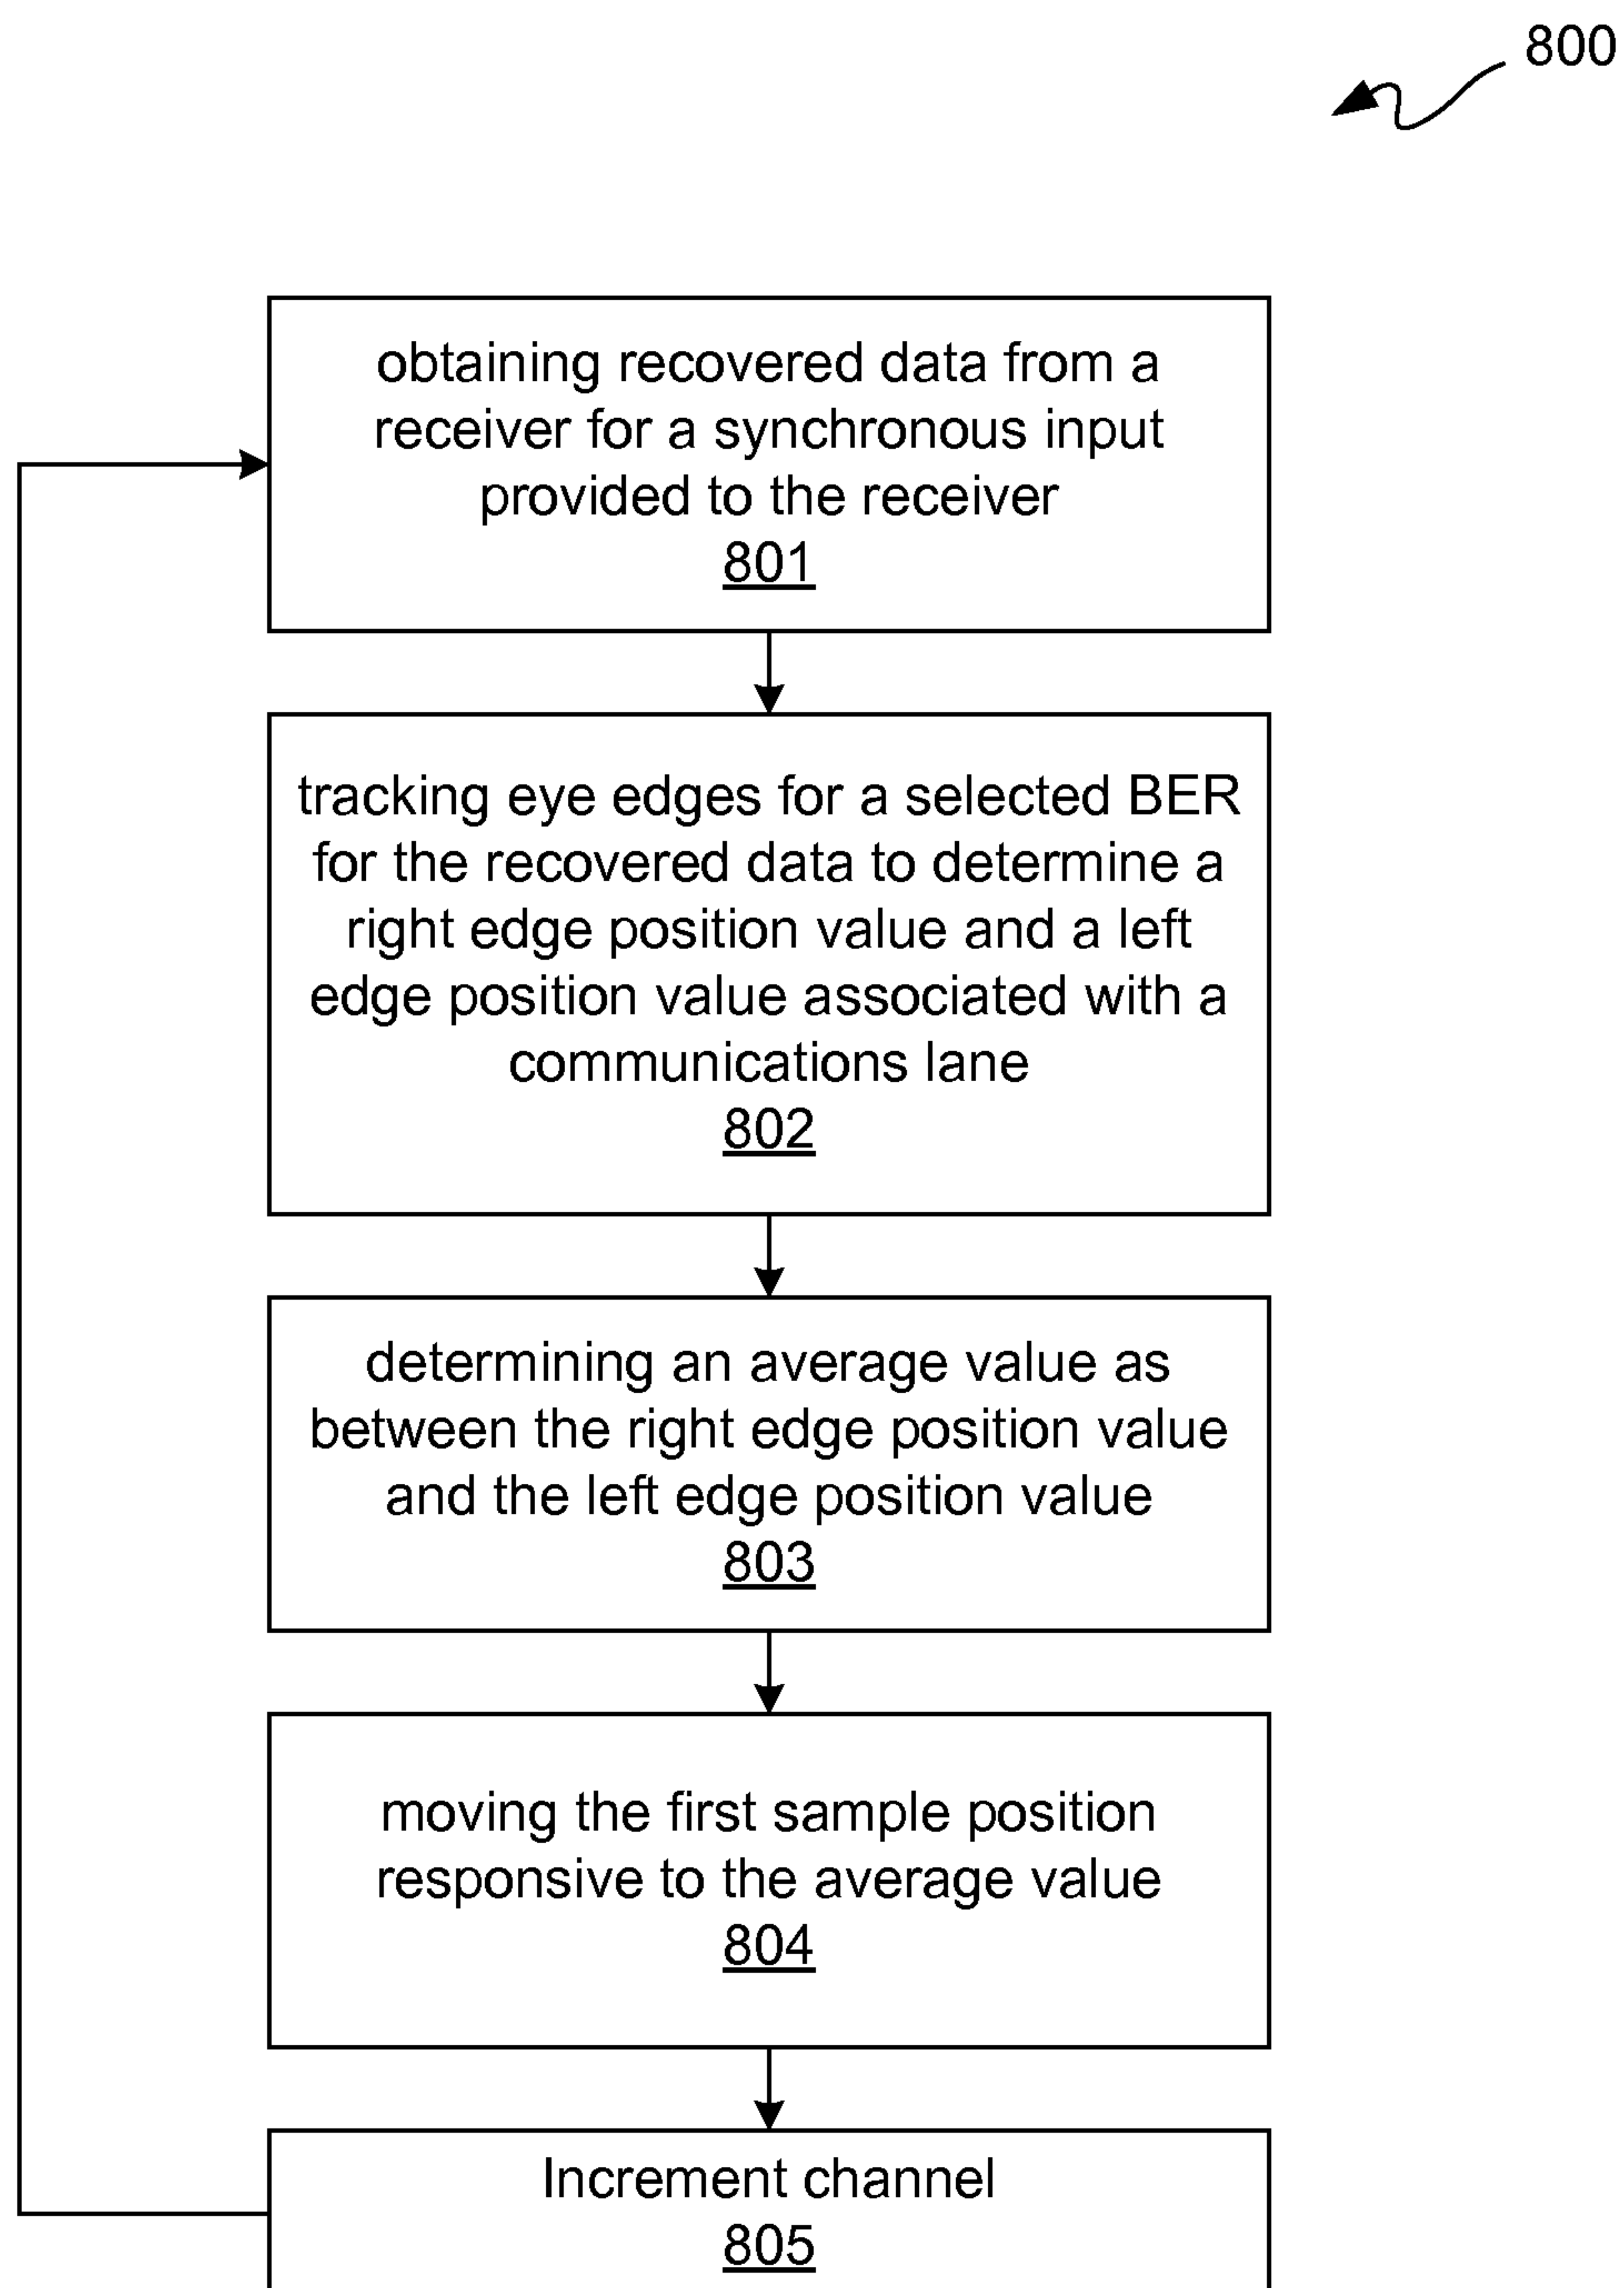 800
obtaining recovered data from a
receiver for a synchronous input
provided to the receiver
801
tracking eye edges for a selected BER
for the recovered data to determine a
right edge position value and a left
edge position value associated with a
communications lane
802
determining an average value as
between the right edge position value
and the left edge position value
803
moving the first sample position
responsive to the average value
804
Increment channel
805